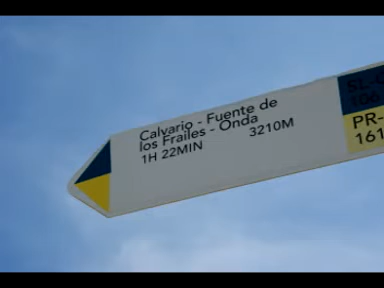 Calvario - Fuente de
los Frailes - Onda
1H 22MIN 3210M
PR-
161